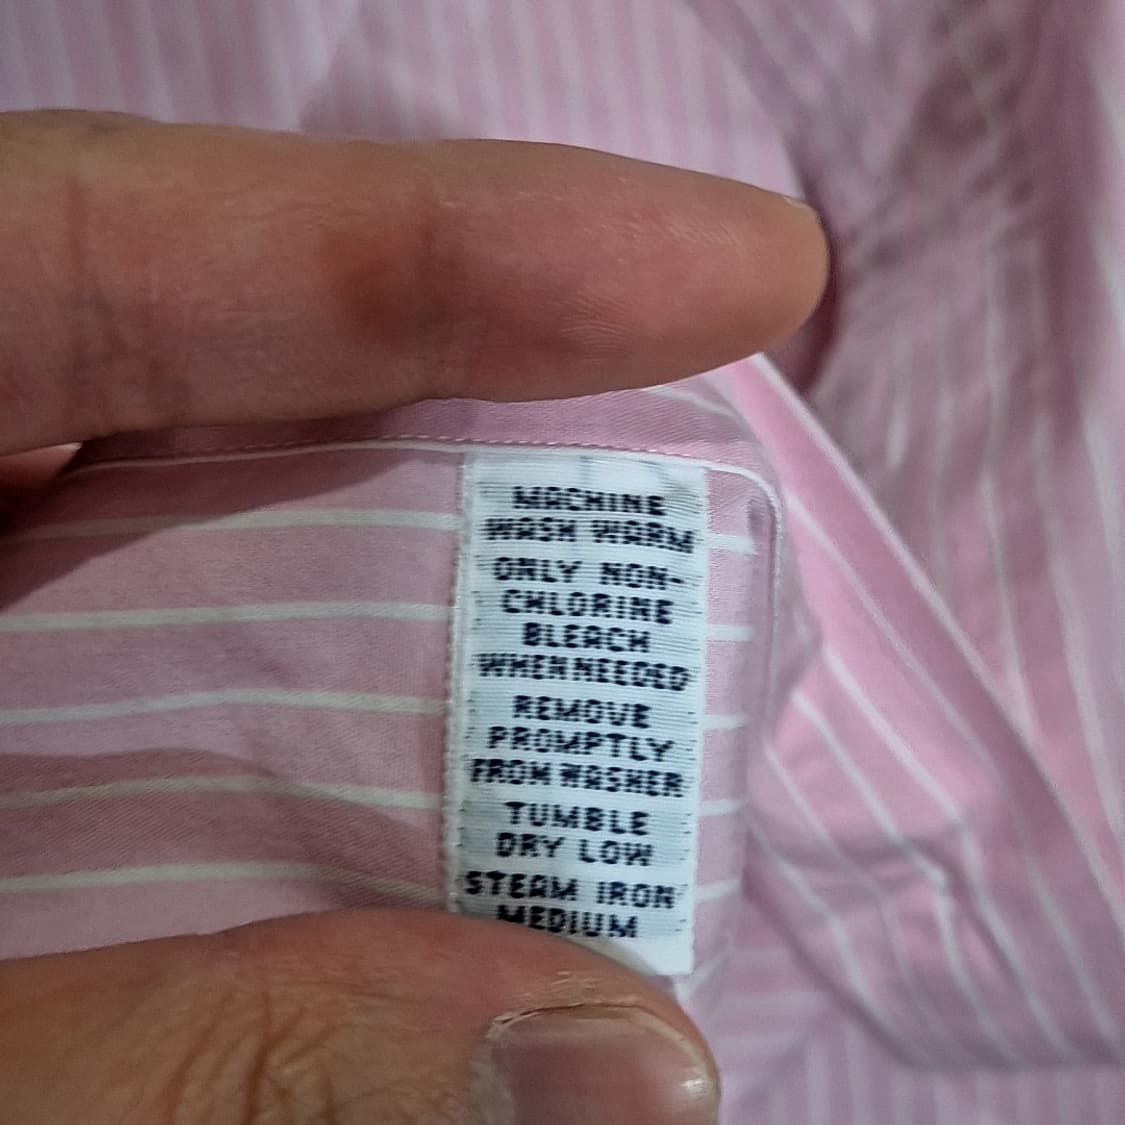 MACHINE
WASH WARM
ONLY NON-
CHLORINE
BLEACH
WHEN NEEDED
REMOVE
PROMPTLY
FROM WASHER
TUMBLE
DRY LOW
STEAM IRON
MEDIUM